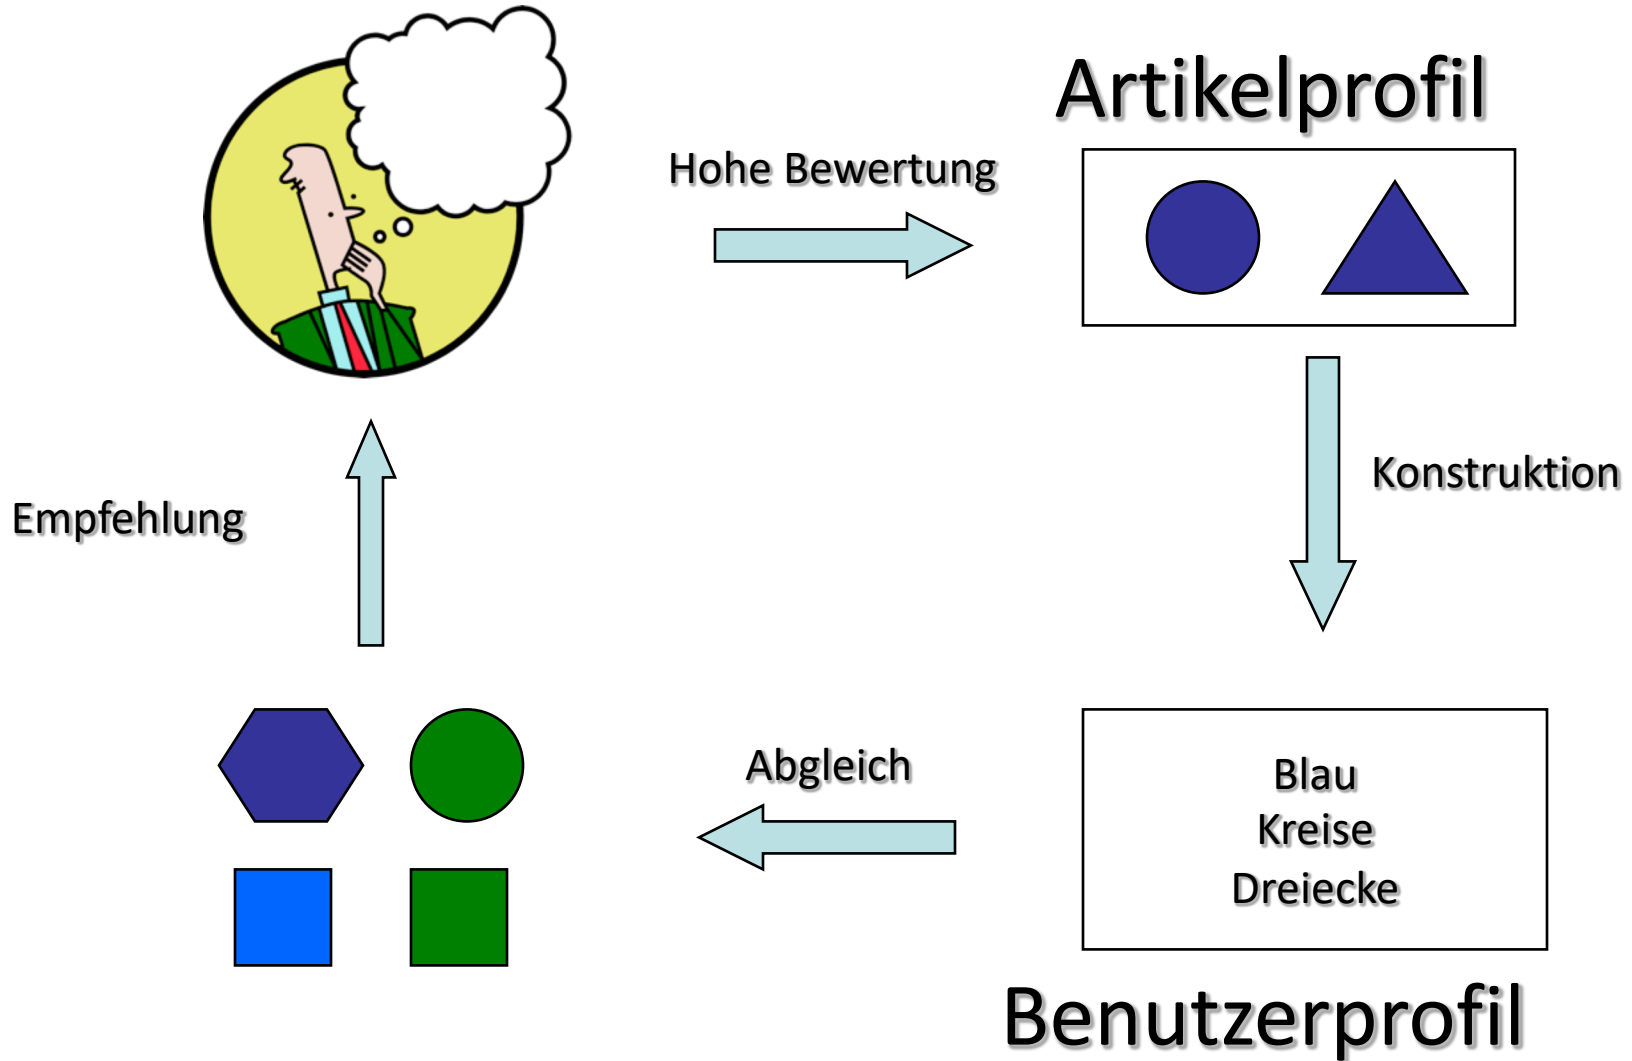 Artikelprofil
Hohe Bewertung
Konstruktion
Empfehlung
Abgleich
Blau
Kreise
Dreiecke
Benutzerprofil